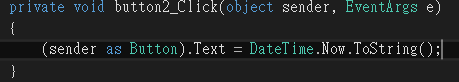 private void button2_Click(object sender, EventArgs e)
{
(sender as Button).Text = DateTime.Now.ToString();
}